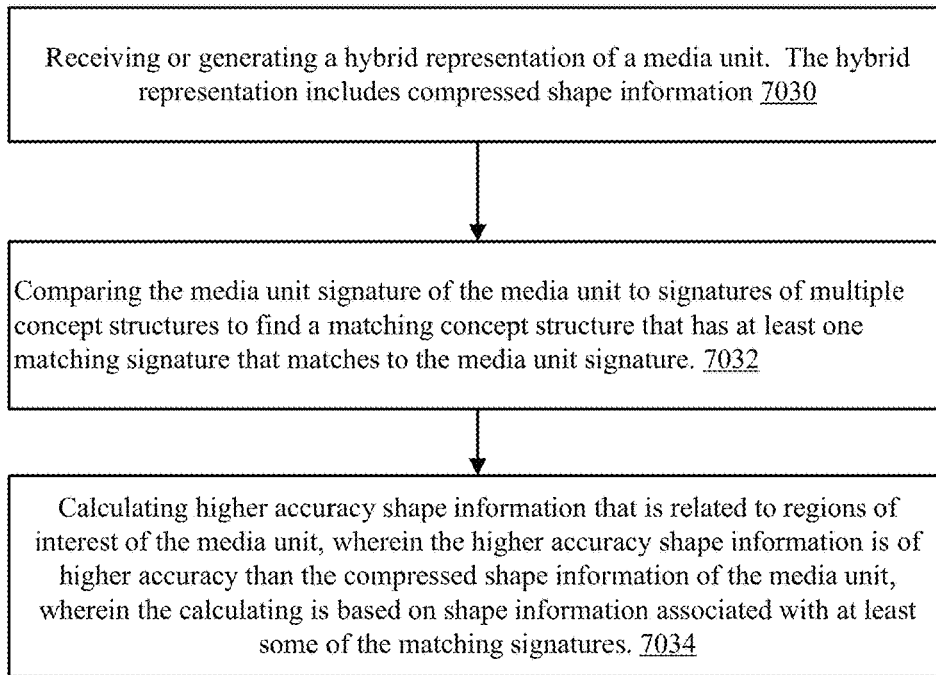 Receiving or generating a hybrid representation of a media unit. The hybrid
representation includes compressed shape information 7030
Comparing the media unit signature of the media unit to signatures of multiple
concept structures to find a matching concept structure that has at least one
matching signature that matches to the media unit signature. 7032
Calculating higher accuracy shape information that is related to regions of
interest of the media unit, wherein the higher accuracy shape information is of
higher accuracy than the compressed shape information of the media unit,
wherein the calculating is based on shape information associated with at least
some of the matching signatures. 7034